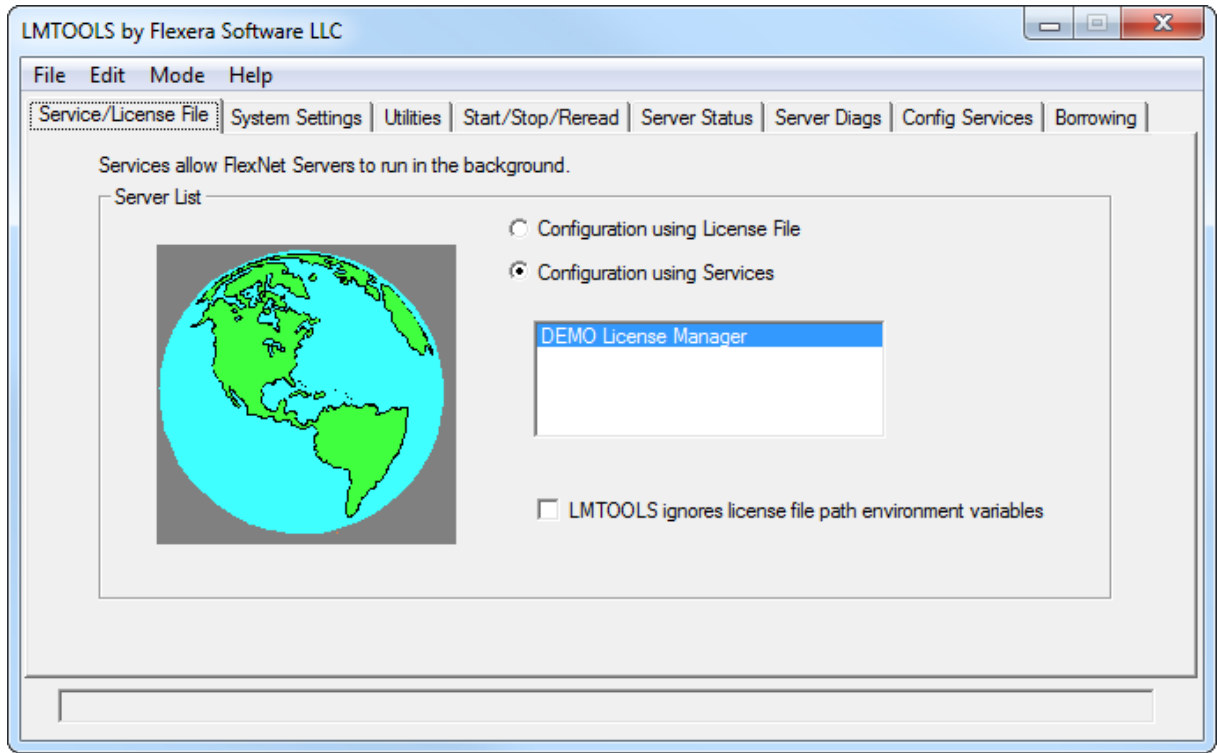 LMTOOLS by Flexera Software LLC
File Edit Mode Help
Service/License File System Settings Utilities Start/Stop/Reread Server Status Server Diags Config Services Borrowing
Services allow FlexNet Servers to run in the background.
Server List
Configuration using License File
Configuration using Services
DEMO License Manager
LMTOOLS ignores license file path environment variables